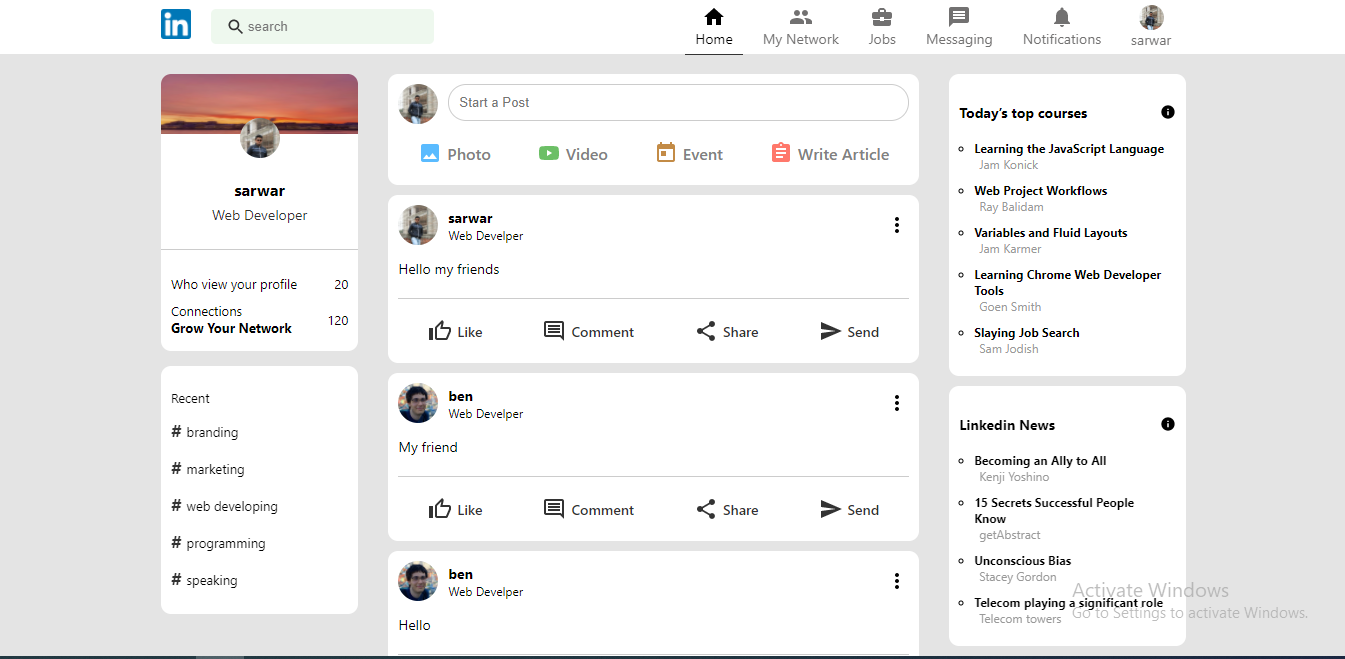 in
search
Home
My Network
Jobs
Messaging
Notifications
sarwar
sarwar
Web Developer
Who view your profile 20
Connections
Grow Your Network
120
Recent
# branding
# marketing
# web developing
# programming
# speaking
Start a Post
Photo
Video
Event
Write Article
sarwar
Web Develper
Hello my friends
Like
Comment
Share
Send
ben
Web Develper
My friend
Like
Comment
Share
Send
ben
Web Develper
Hello
Today's top courses
Learning the JavaScript Language
Jam Konick
Web Project Workflows
Ray Balidam
Variables and Fluid Layouts
Jam Karmer
Learning Chrome Web Developer
Tools
Goen Smith
Slaying Job Search
Sam Jodish
Linkedin News
Becoming an Ally to All
Kenji Yoshino
15 Secrets Successful People
Know
getAbstract
Unconscious Bias
Stacey Gordon
Telecom playing a significant role
Telecom towers
Activate Windows
Go to Settings to activate Windows.